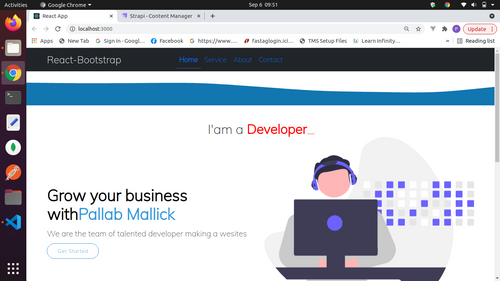 Activities
Google Chrome
Sep 6 09:51
React App
Strapi - Content Manager
localhost:3000
Update
Apps
New Tab
Sign in - Googl...
Facebook
https://www....
fastaglogin.ici...
TMS Setup Files
Learn Infinity...
Reading list
React-Bootstrap
Home Service About Contact
I'am a Developer...
Grow your business
withPallab Mallick
We are the team of talented developer making a wesites
Get Started